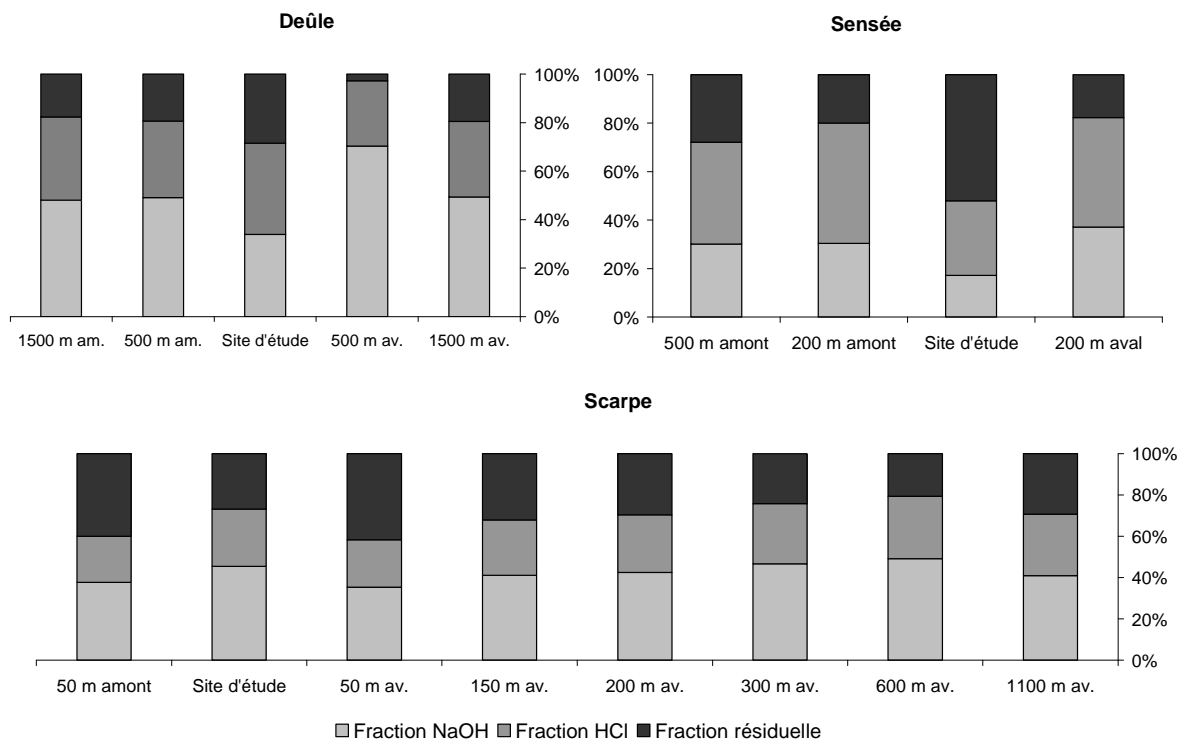 Deûle
100%
80%
60%
40%
20%
0%
1500 m am. 500 m am. Site d'étude 500 m av. 1500 m av.
Sensée
100%
80%
60%
40%
20%
0%
500 m amont 200 m amont Site d'étude 200 m aval
Scarpe
100%
80%
60%
40%
20%
0%
50 m amont Site d'étude 50 m av. 150 m av. 200 m av. 300 m av. 600 m av. 1100 m av.
Fraction NaOH Fraction HCl Fraction résiduelle